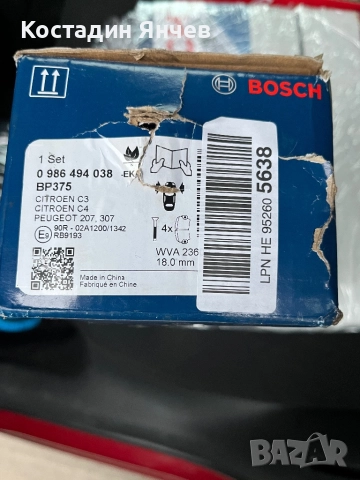 Костадин Янчев
BOSCH
1 Set
0 986 494 038
BP375
CITROEN C3
CITROEN C4
PEUGEOT 207, 307
90R - 02A1200/1342
RB9193
4x
WVA 236
18.0 mm
Made in China
Fabriqué en China
LPN HE 95260 5638
BAZAR